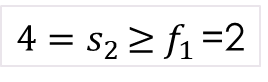 4 = s₂ ≥ f₁ =2